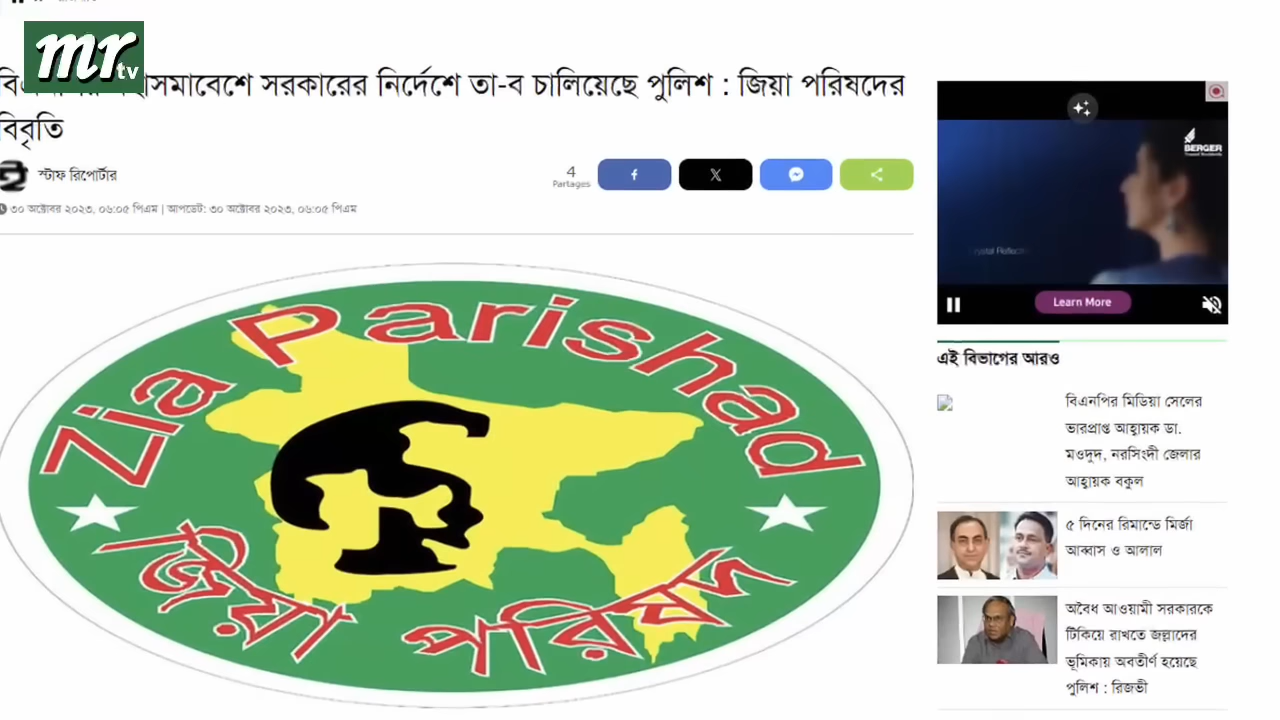 mr
tv
সমাবেশে সরকারের নির্দেশে তা-ব চালিয়েছে পুলিশ : জিয়া পরিষদের
বিবৃতি
স্টাফ রিপোর্টার
৩০ অক্টোবর ২০২৩, ০৬:০৫ পিএম | আপডেট: ৩০ অক্টোবর ২০২৩, ০৬:০৫ পিএম
4
Partages
Zia Parishad
জিয়া পরিষদ
BERGER
Learn More
এই বিভাগের আরও
বিএনপির মিডিয়া সেলের
ভারপ্রাপ্ত আহ্বায়ক ডা.
মওদুদ, নরসিংদী জেলার
আহ্বায়ক বকুল
৫ দিনের রিমান্ডে মির্জা
আব্বাস ও আলাল
অবৈধ আওয়ামী সরকারকে
টিকিয়ে রাখতে জল্লাদের
ভূমিকায় অবতীর্ণ হয়েছে
পুলিশ : রিজভী